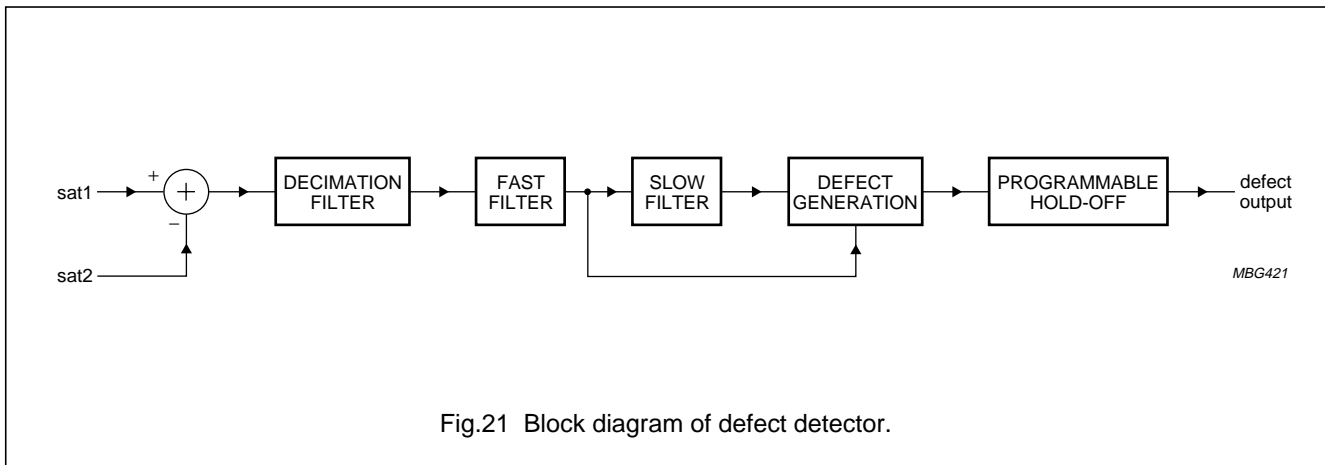 sat1
+
+
−
sat2
DECIMATION
FILTER
FAST
FILTER
SLOW
FILTER
DEFECT
GENERATION
PROGRAMMABLE
HOLD-OFF
defect
output
MBG421
Fig.21 Block diagram of defect detector.